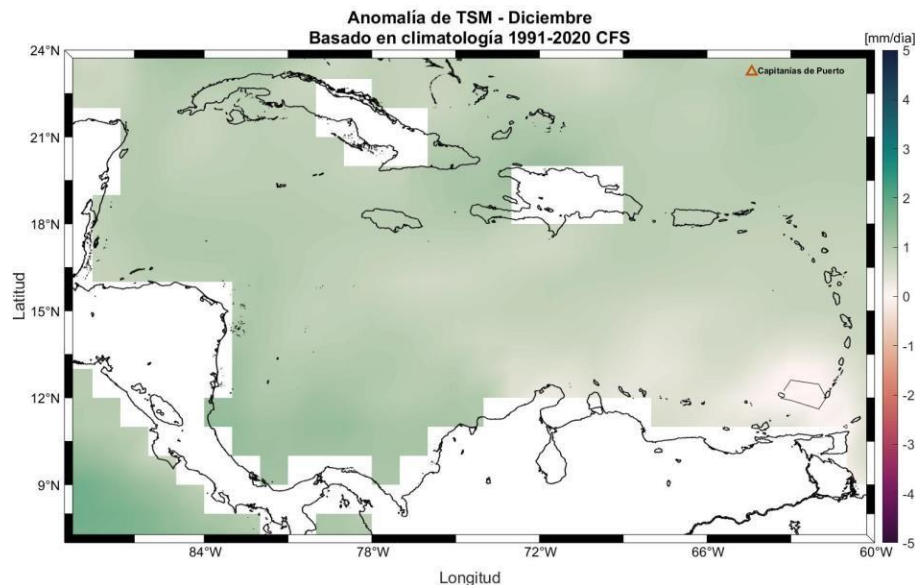 Anomalía de TSM - Diciembre
Basado en climatología 1991-2020 CFS
[mm/dia]
24°N
21°N
18°N
15°N
12°N
9°N
Latitud
Capitanías de Puerto
5
4
3
2
1
0
-1
-2
-3
-4
-5
84°W
78°W
72°W
66°W
60°W
Longitud